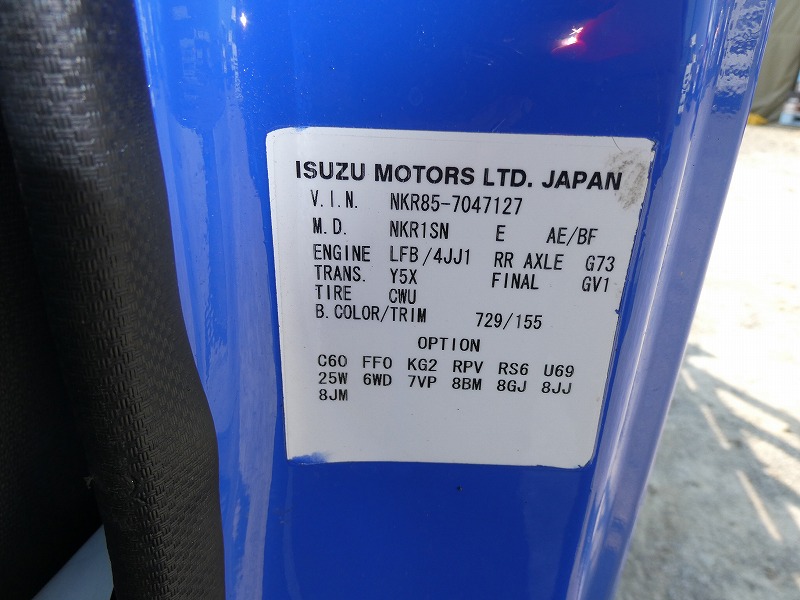 ISUZU MOTORS LTD. JAPAN
V.I.N. NKR85-7047127
M.D. NKR1SN E AE/BF
ENGINE LFB/4JJ1 RR AXLE G73
TRANS. Y5X FINAL GV1
TIRE CWU
B.COLOR/TRIM 729/155
OPTION
C60 FF0 KG2 RPV RS6 U69
25W 6WD 7VP 8BM 8GJ 8JJ
8JM